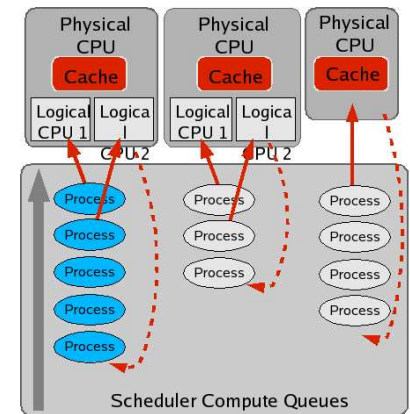 Physical
CPU
Cache
Logical
CPU 1
Logica
l
CPU 2
Physical
CPU
Cache
Logical
CPU 1
Logica
l
CPU 2
Physical
CPU
Cache
Process
Process
Process
Process
Process
Process
Process
Process
Process
Process
Process
Process
Scheduler Compute Queues